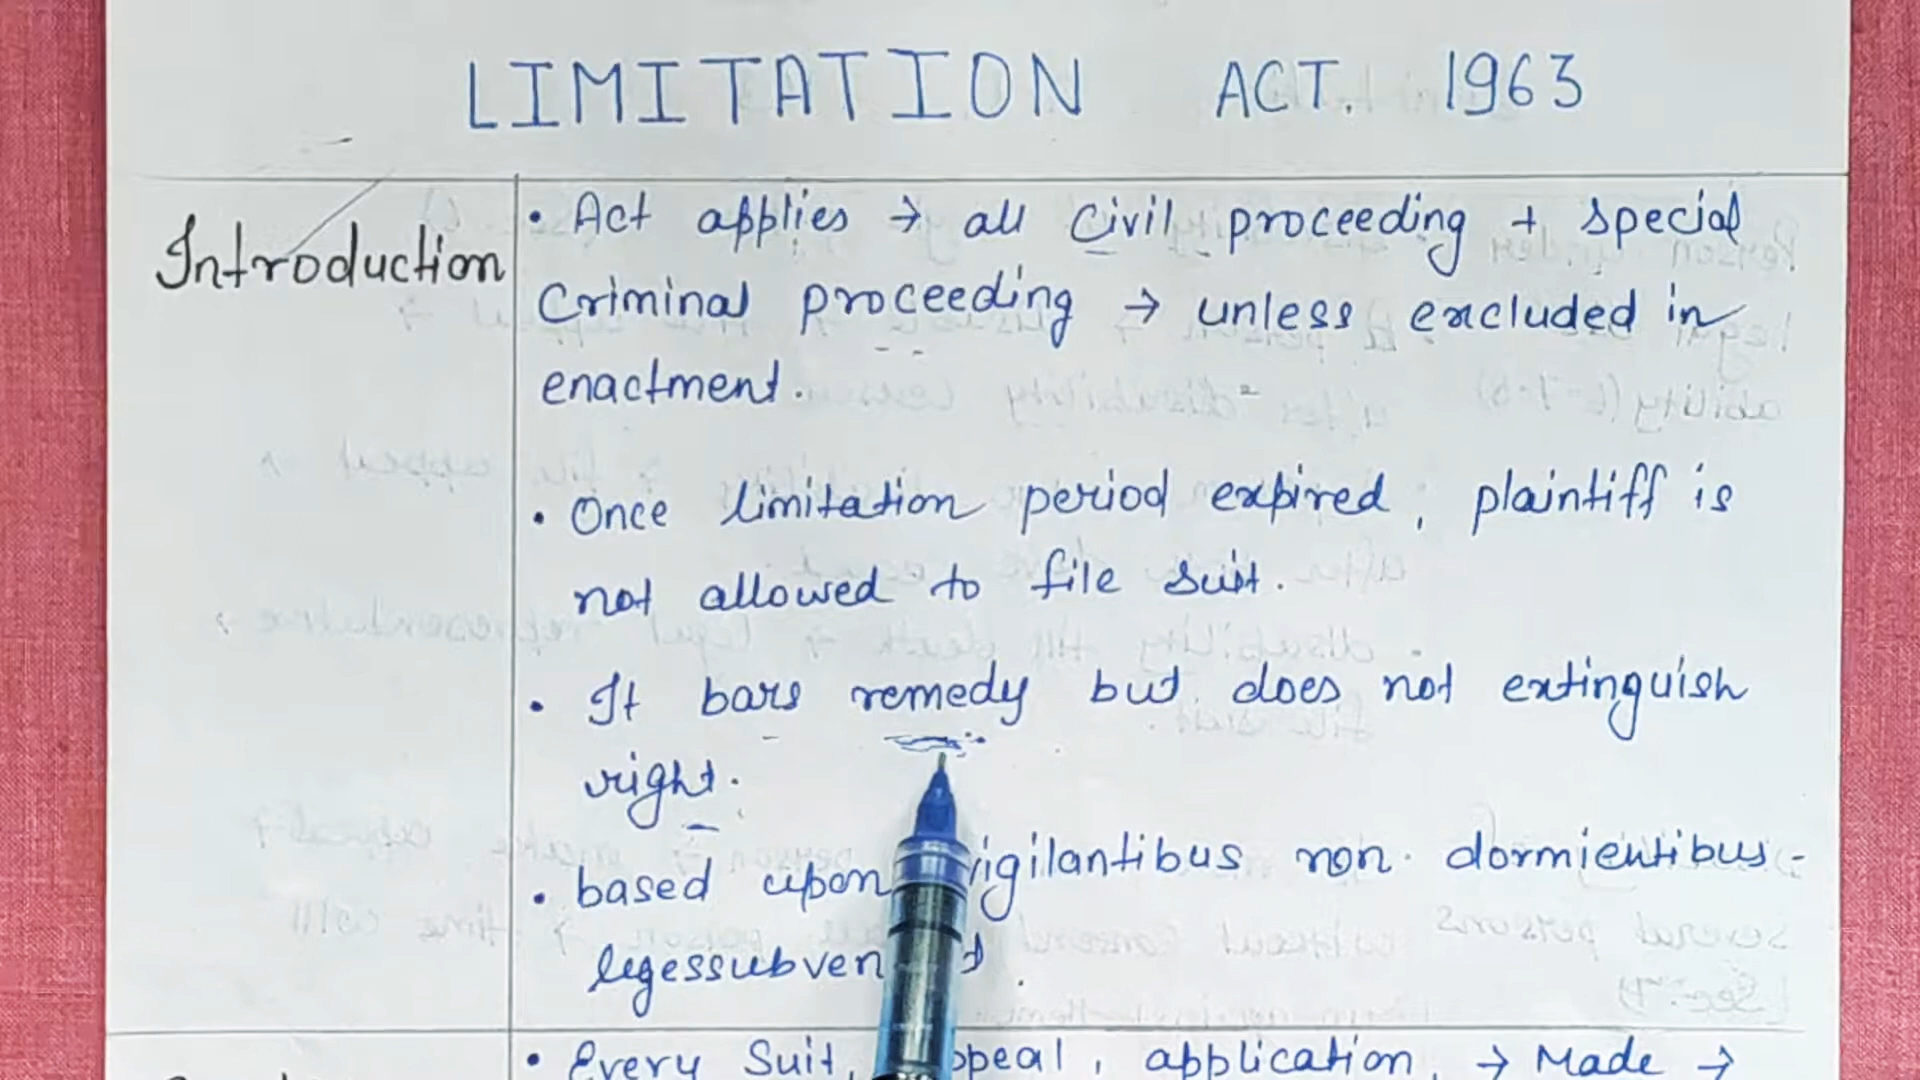 LIMITATION ACT. 1963
Introduction
• Act applies → all Civil proceeding + special
Criminal proceeding → unless excluded in
enactment.
• Once limitation period expired, plaintiff is
not allowed to file suit.
• It bars remedy but does not extinguish
right.
• based upon vigilantibus non dormientibus -
• Every Suit, appeal, application, → Made →